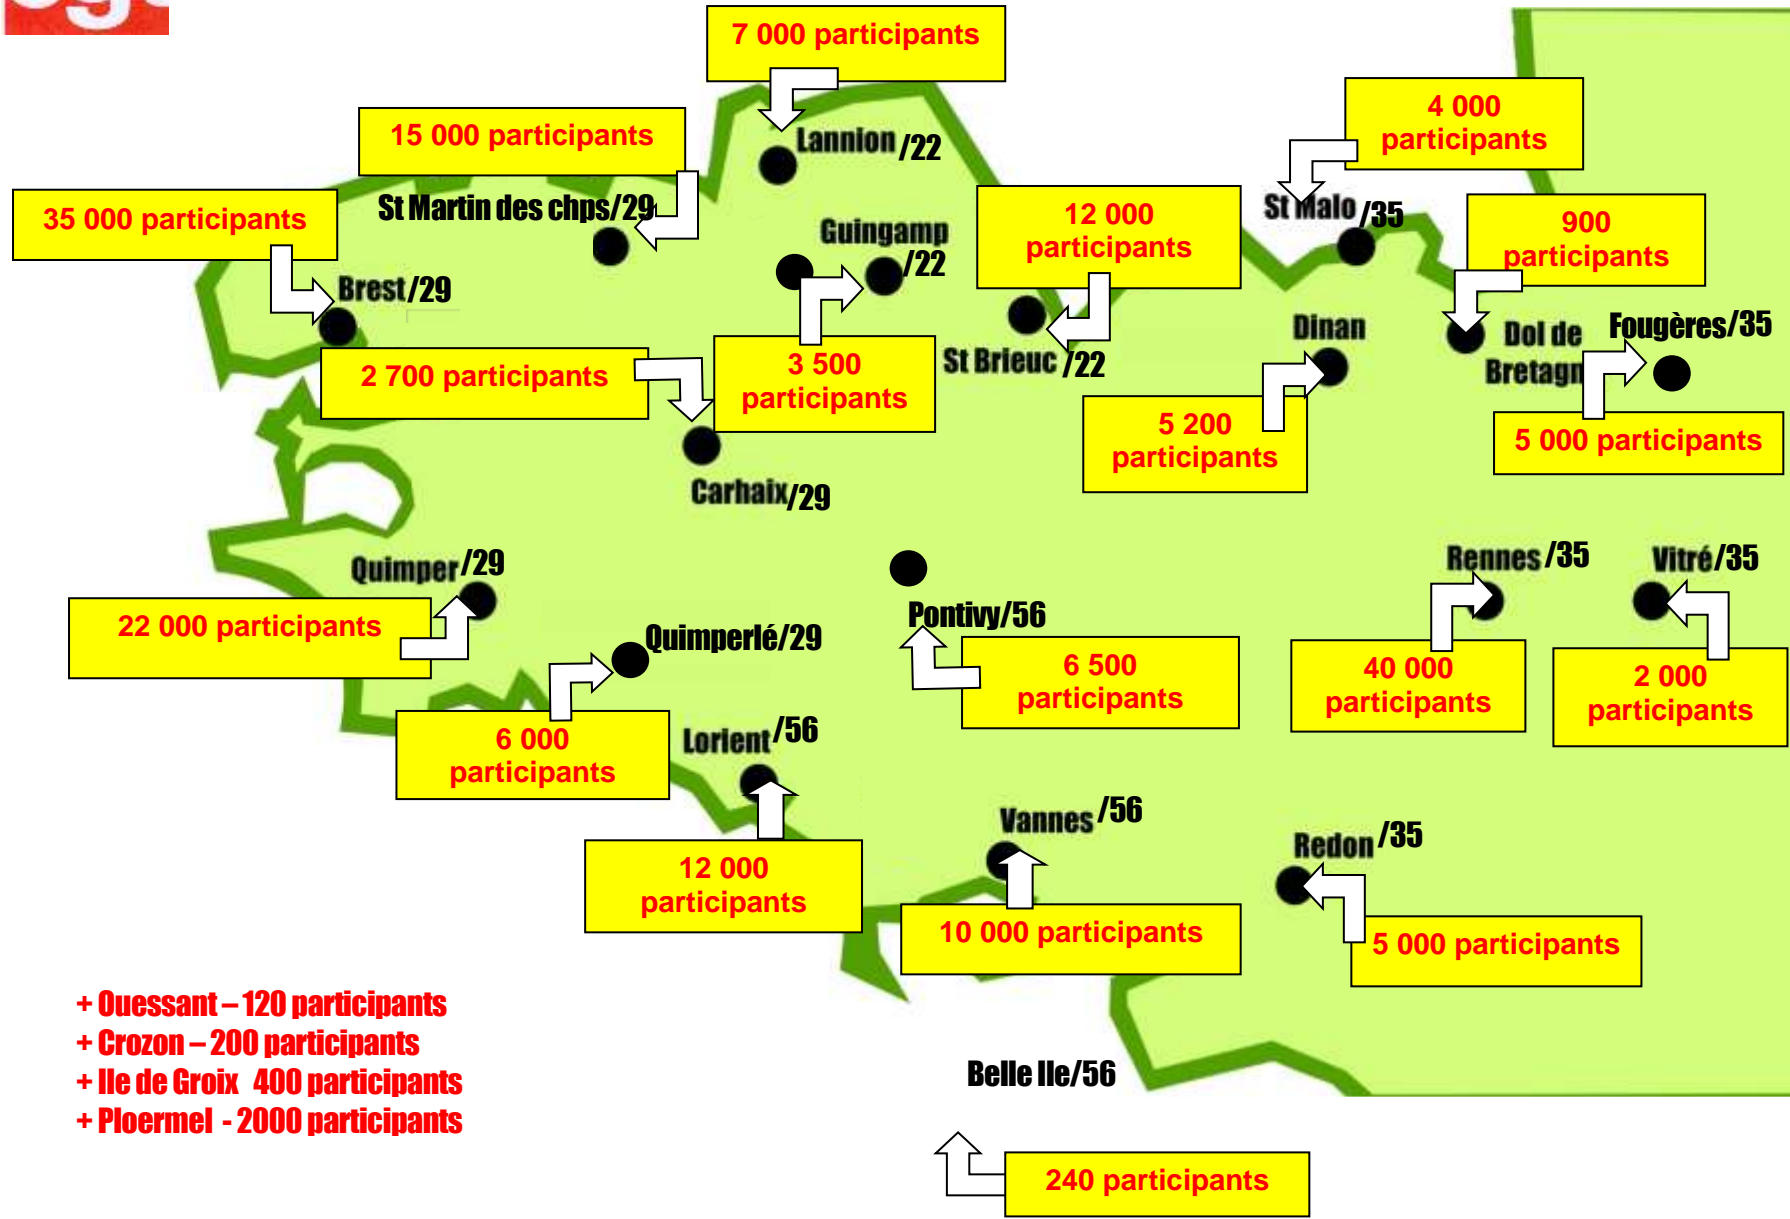 7 000 participants
15 000 participants
Lannion /22
4 000
participants
35 000 participants
St Martin des chps/29
12 000
participants
St Malo /35
900
participants
Guingamp
/22
Brest/29
Dinan
Dol de
Bretagn
Fougères/35
2 700 participants
3 500
participants
St Brieuc /22
5 200
participants
5 000 participants
Carhaix/29
Quimper/29
Rennes/35
Vitré/35
22 000 participants
Quimperlé/29
Pontivy/56
6 500
participants
40 000
participants
2 000
participants
6 000
participants
Lorient/56
12 000
participants
Vannes/56
Redon/35
10 000 participants
5 000 participants
+ Ouessant – 120 participants
+ Crozon – 200 participants
+ Ile de Groix 400 participants
+ Ploermel - 2000 participants
Belle Ile/56
240 participants